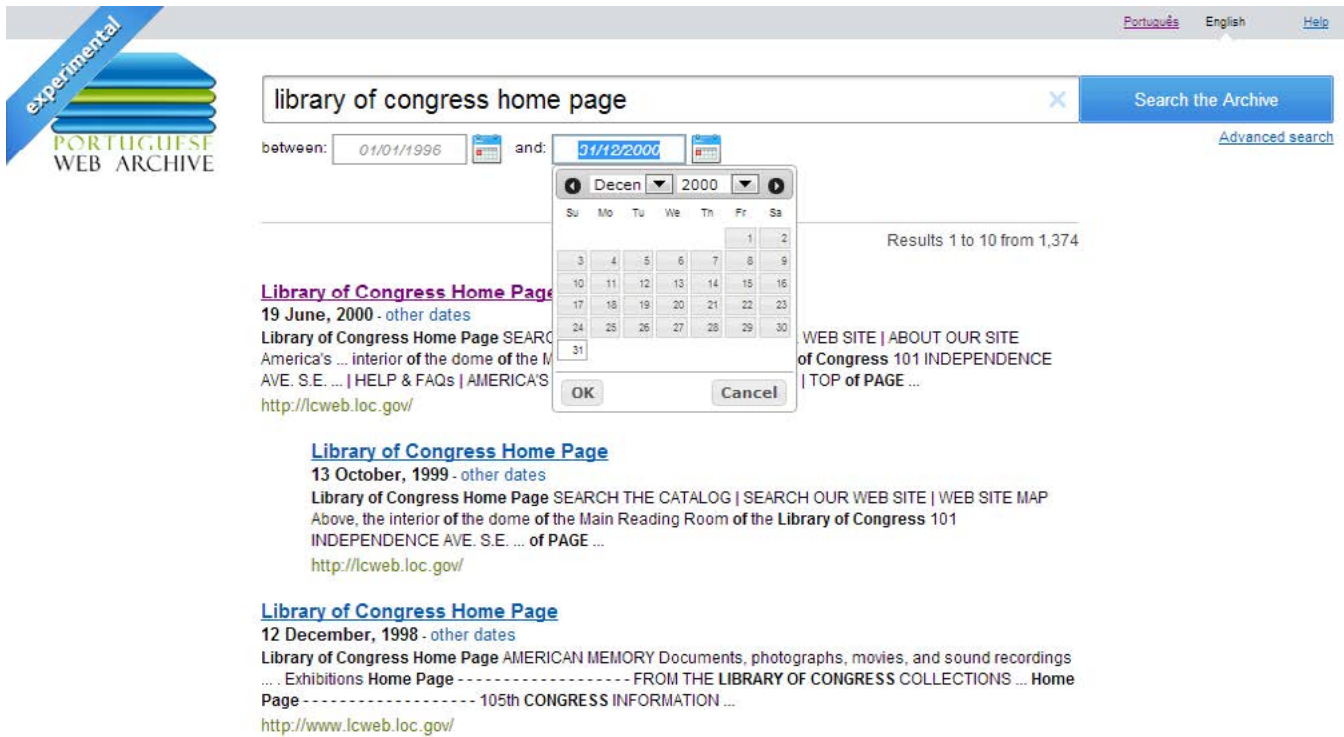 Português English Help
experimental
PORTUGUESE
WEB ARCHIVE
library of congress home page
Search the Archive
Advanced search
between: 01/01/1996 and: 31/12/2000
Decen 2000
Su Mo Tu We Th Fr Sa
1 2
3 4 5 6 7 8 9
10 11 12 13 14 15 16
17 18 19 20 21 22 23
24 25 26 27 28 29 30
31
OK Cancel
Results 1 to 10 from 1,374
Library of Congress Home Page
19 June, 2000 - other dates
Library of Congress Home Page SEARC WEB SITE | ABOUT OUR SITE
America's ... interior of the dome of the M of Congress 101 INDEPENDENCE
AVE. S.E. ... | HELP & FAQs | AMERICA'S | TOP of PAGE ...
http://lcweb.loc.gov/
Library of Congress Home Page
13 October, 1999 - other dates
Library of Congress Home Page SEARCH THE CATALOG | SEARCH OUR WEB SITE | WEB SITE MAP
Above, the interior of the dome of the Main Reading Room of the Library of Congress 101
INDEPENDENCE AVE. S.E. ... of PAGE ...
http://lcweb.loc.gov/
Library of Congress Home Page
12 December, 1998 - other dates
Library of Congress Home Page AMERICAN MEMORY Documents, photographs, movies, and sound recordings
... . Exhibitions Home Page - - - - - - - - - - - - - - - - - - - FROM THE LIBRARY OF CONGRESS COLLECTIONS ... Home
Page - - - - - - - - - - - - - - - - - - - 105th CONGRESS INFORMATION ...
http://www.lcweb.loc.gov/